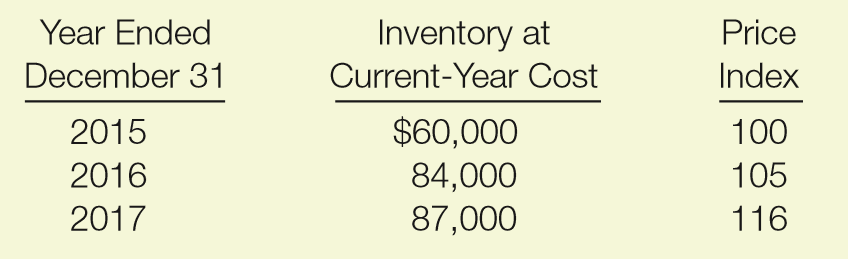 Year Ended Inventory at Price
December 31 Current-Year Cost Index
2015 $60,000 100
2016 84,000 105
2017 87,000 116